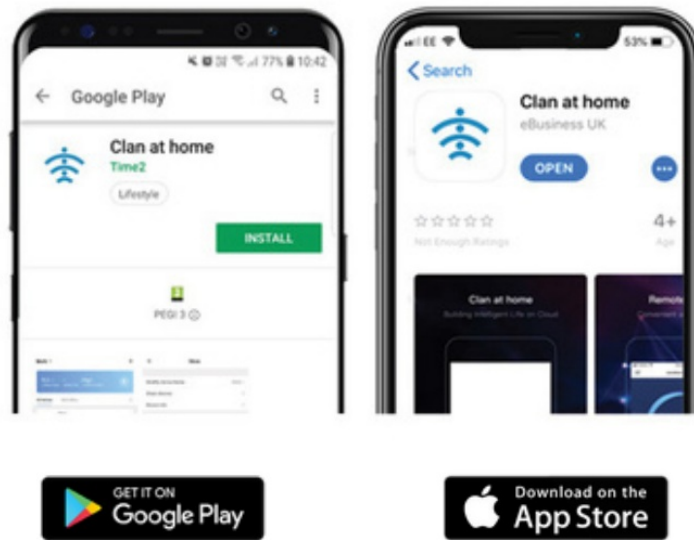 77% 10:42
Google Play
Clan at home
Time2
Lifestyle
INSTALL
PEGI 3
EE 53%
Search
Clan at home
eBusiness UK
OPEN
Not Enough Ratings
4+
Age
Clan at home
Building Intelligent Life on Cloud
Remote
GET IT ON
Google Play
Download on the
App Store